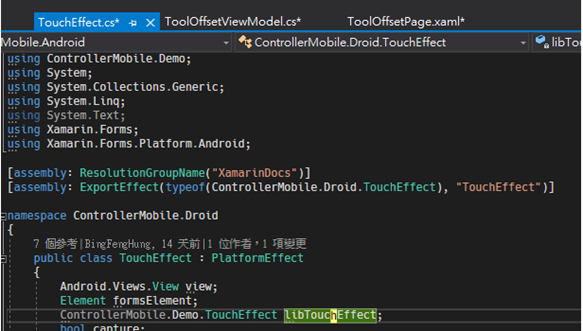 TouchEffect.cs*
ToolOffsetViewModel.cs*
ToolOffsetPage.xaml*
Mobile.Android
ControllerMobile.Droid.TouchEffect
libTou
using ControllerMobile.Demo;
using System;
using System.Collections.Generic;
using System.Linq;
using System.Text;
using Xamarin.Forms;
using Xamarin.Forms.Platform.Android;
[assembly: ResolutionGroupName("XamarinDocs")]
[assembly: ExportEffect(typeof(ControllerMobile.Droid.TouchEffect), "TouchEffect")]
namespace ControllerMobile.Droid
{
7 個參考|BingFengHung, 14 天前|1 位作者，1 項變更
public class TouchEffect : PlatformEffect
{
Android.Views.View view;
Element formsElement;
ControllerMobile.Demo.TouchEffect libTouchEffect;
bool capture;